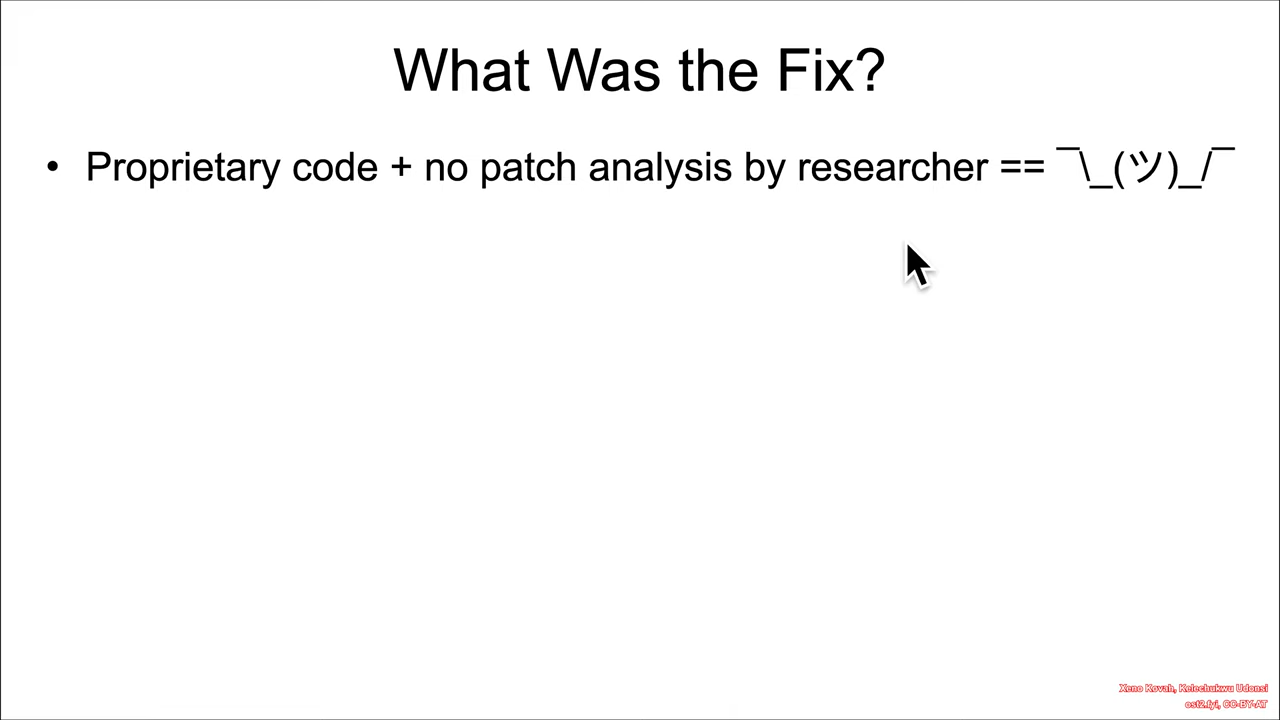 What Was the Fix?
• Proprietary code + no patch analysis by researcher == ¯\_(ツ)_/¯
Xeno Kovah, Kelechukwu Udonsi
ost2.fyi, CC-BY-AT